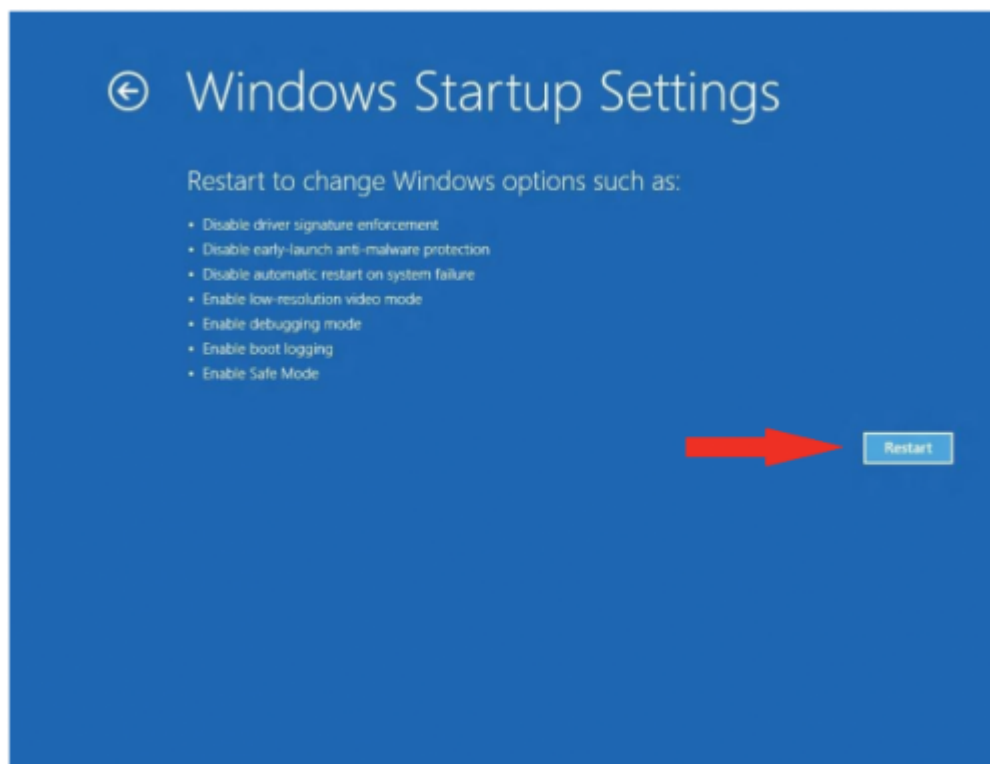 Windows Startup Settings
Restart to change Windows options such as:
• Disable driver signature enforcement
• Disable early-launch anti-malware protection
• Disable automatic restart on system failure
• Enable low-resolution video mode
• Enable debugging mode
• Enable boot logging
• Enable Safe Mode
Restart